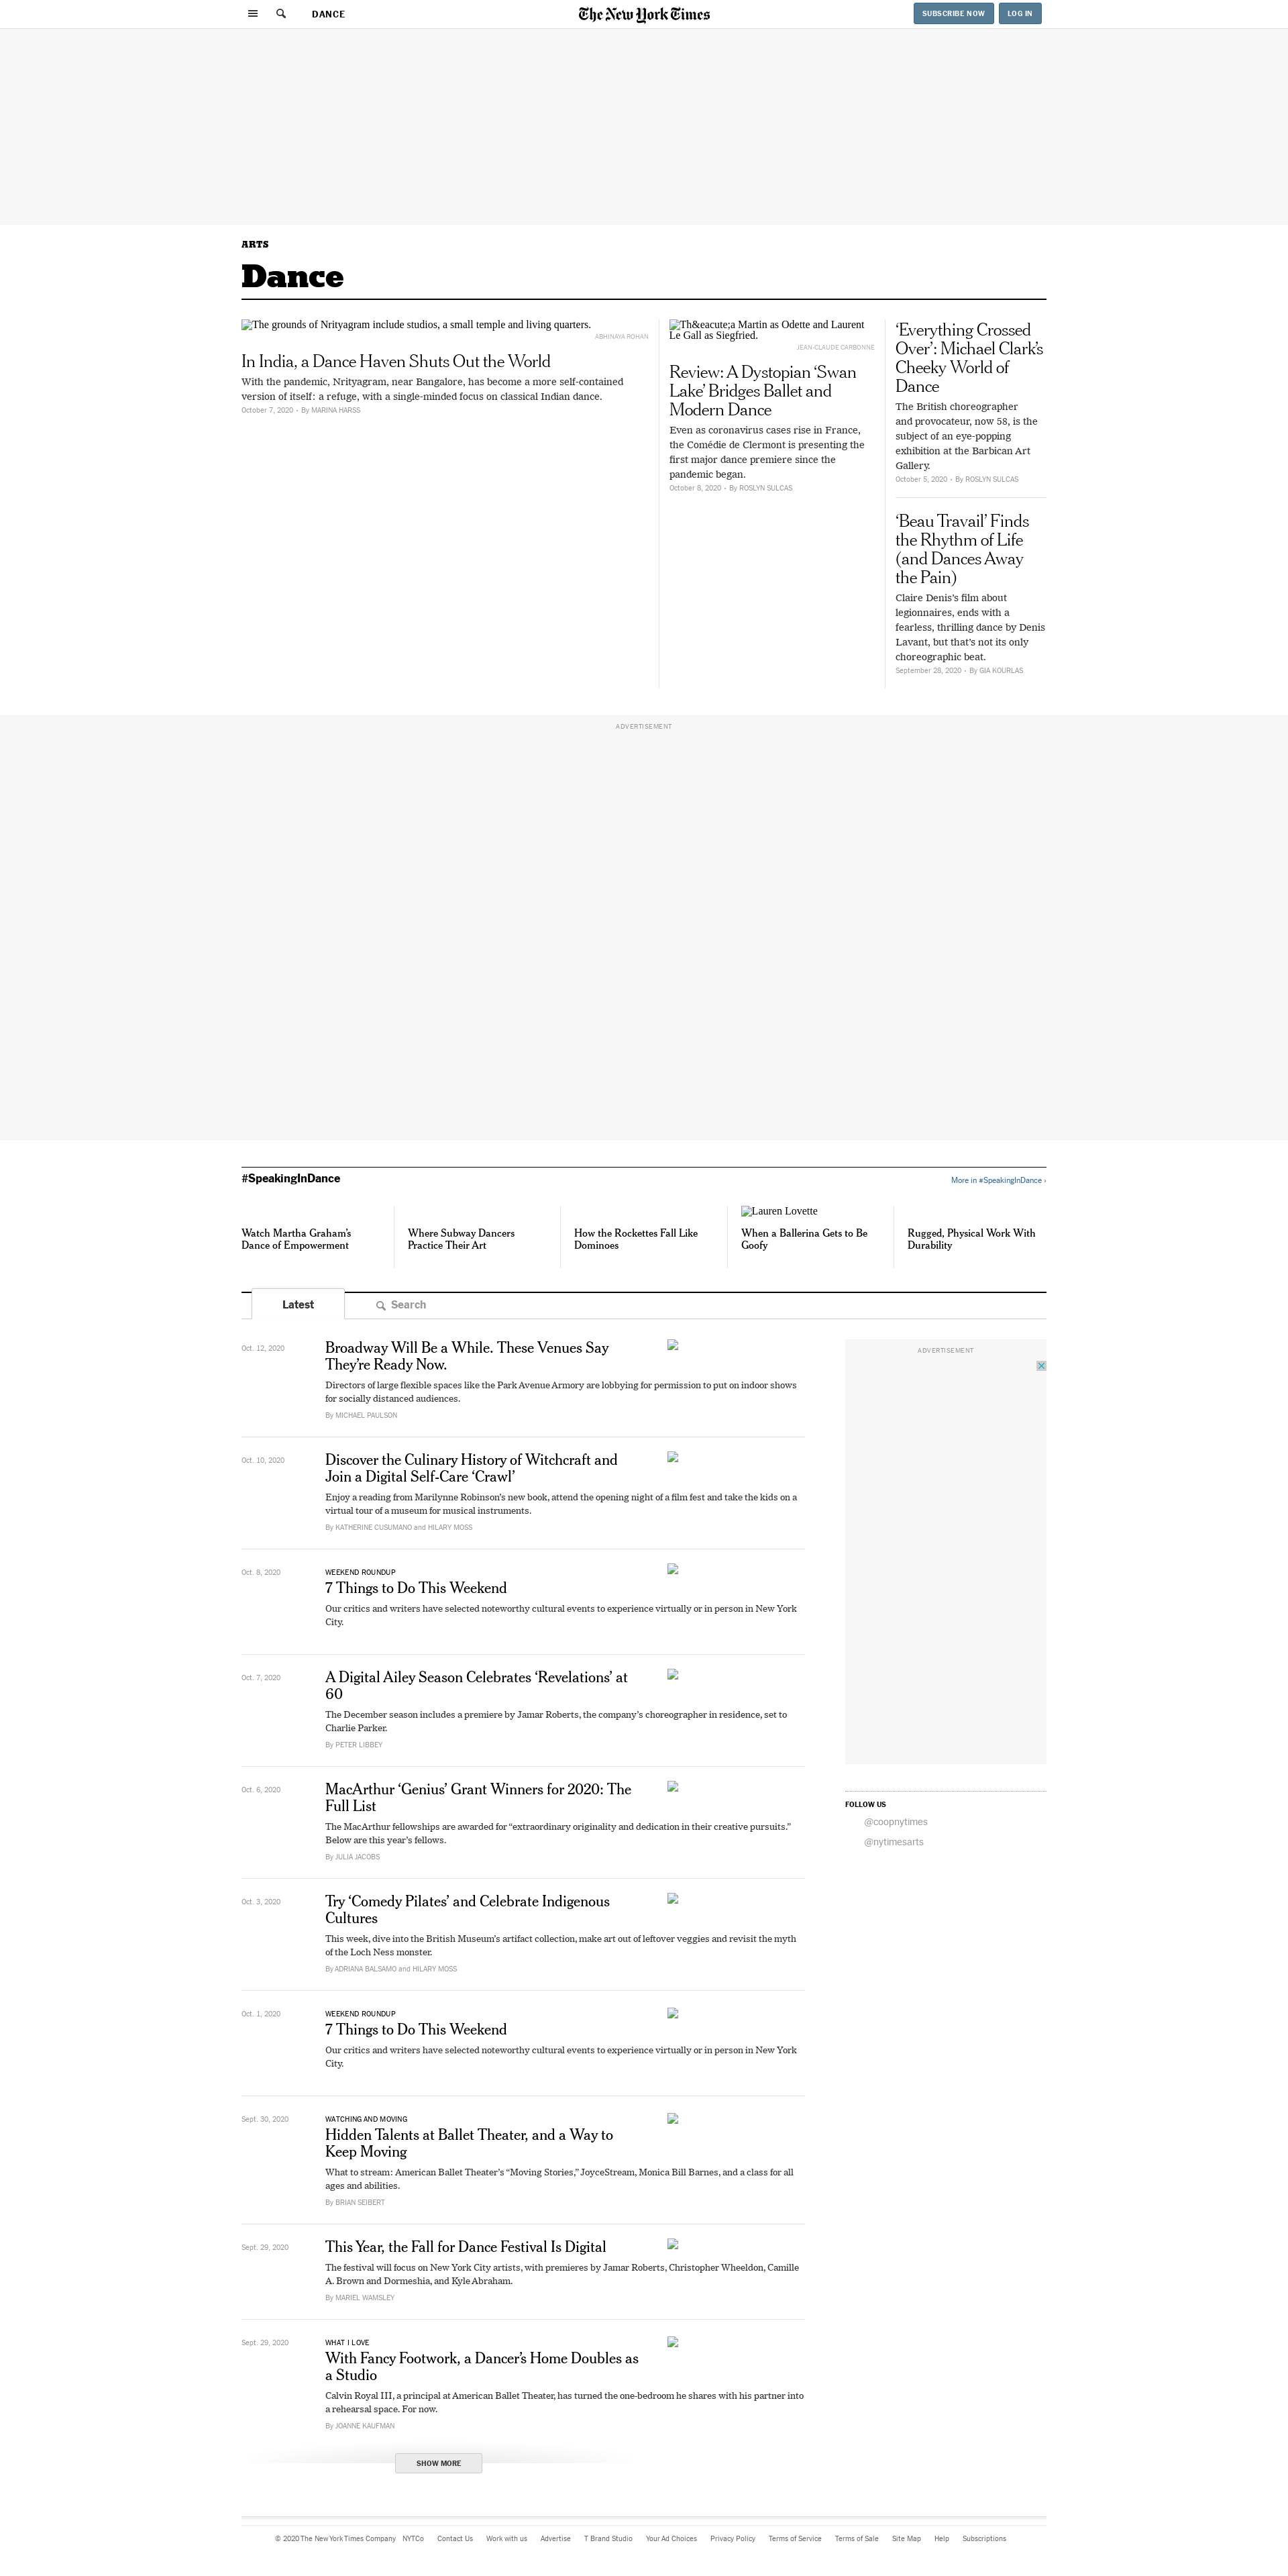 DANCE
The New York Times
SUBSCRIBE NOW
LOG IN
ARTS
Dance
The grounds of Nrityagram include studios, a small temple and living quarters.
ABHINAYA ROHAN
In India, a Dance Haven Shuts Out the World
With the pandemic, Nrityagram, near Bangalore, has become a more self-contained
version of itself: a refuge, with a single-minded focus on classical Indian dance.
October 7, 2020 • By MARINA HARSS
Th&eacute;a Martin as Odette and Laurent
Le Gall as Siegfried.
JEAN-CLAUDE CARBONNE
Review: A Dystopian ‘Swan
Lake’ Bridges Ballet and
Modern Dance
Even as coronavirus cases rise in France,
the Comédie de Clermont is presenting the
first major dance premiere since the
pandemic began.
October 8, 2020 • By ROSLYN SULCAS
‘Everything Crossed
Over’: Michael Clark’s
Cheeky World of
Dance
The British choreographer
and provocateur, now 58, is the
subject of an eye-popping
exhibition at the Barbican Art
Gallery.
October 5, 2020 • By ROSLYN SULCAS
‘Beau Travail’ Finds
the Rhythm of Life
(and Dances Away
the Pain)
Claire Denis’s film about
legionnaires, ends with a
fearless, thrilling dance by Denis
Lavant, but that’s not its only
choreographic beat.
September 28, 2020 • By GIA KOURLAS
ADVERTISEMENT
#SpeakingInDance
More in #SpeakingInDance ›
Watch Martha Graham’s
Dance of Empowerment
Where Subway Dancers
Practice Their Art
How the Rockettes Fall Like
Dominoes
Lauren Lovette
When a Ballerina Gets to Be
Goofy
Rugged, Physical Work With
Durability
Latest
Search
Oct. 12, 2020
Broadway Will Be a While. These Venues Say
They’re Ready Now.
Directors of large flexible spaces like the Park Avenue Armory are lobbying for permission to put on indoor shows
for socially distanced audiences.
By MICHAEL PAULSON
Oct. 10, 2020
Discover the Culinary History of Witchcraft and
Join a Digital Self-Care ‘Crawl’
Enjoy a reading from Marilynne Robinson’s new book, attend the opening night of a film fest and take the kids on a
virtual tour of a museum for musical instruments.
By KATHERINE CUSUMANO and HILARY MOSS
Oct. 8, 2020
WEEKEND ROUNDUP
7 Things to Do This Weekend
Our critics and writers have selected noteworthy cultural events to experience virtually or in person in New York
City.
Oct. 7, 2020
A Digital Ailey Season Celebrates ‘Revelations’ at
60
The December season includes a premiere by Jamar Roberts, the company’s choreographer in residence, set to
Charlie Parker.
By PETER LIBBEY
Oct. 6, 2020
MacArthur ‘Genius’ Grant Winners for 2020: The
Full List
The MacArthur fellowships are awarded for “extraordinary originality and dedication in their creative pursuits.”
Below are this year’s fellows.
By JULIA JACOBS
Oct. 3, 2020
Try ‘Comedy Pilates’ and Celebrate Indigenous
Cultures
This week, dive into the British Museum’s artifact collection, make art out of leftover veggies and revisit the myth
of the Loch Ness monster.
By ADRIANA BALSAMO and HILARY MOSS
Oct. 1, 2020
WEEKEND ROUNDUP
7 Things to Do This Weekend
Our critics and writers have selected noteworthy cultural events to experience virtually or in person in New York
City.
Sept. 30, 2020
WATCHING AND MOVING
Hidden Talents at Ballet Theater, and a Way to
Keep Moving
What to stream: American Ballet Theater’s “Moving Stories,” JoyceStream, Monica Bill Barnes, and a class for all
ages and abilities.
By BRIAN SEIBERT
Sept. 29, 2020
This Year, the Fall for Dance Festival Is Digital
The festival will focus on New York City artists, with premieres by Jamar Roberts, Christopher Wheeldon, Camille
A. Brown and Dormeshia, and Kyle Abraham.
By MARIEL WAMSLEY
Sept. 29, 2020
WHAT I LOVE
With Fancy Footwork, a Dancer’s Home Doubles as
a Studio
Calvin Royal III, a principal at American Ballet Theater, has turned the one-bedroom he shares with his partner into
a rehearsal space. For now.
By JOANNE KAUFMAN
SHOW MORE
ADVERTISEMENT
FOLLOW US
@coopnytimes
@nytimesarts
© 2020 The New York Times Company NYTCo Contact Us Work with us Advertise T Brand Studio Your Ad Choices Privacy Policy Terms of Service Terms of Sale Site Map Help Subscriptions